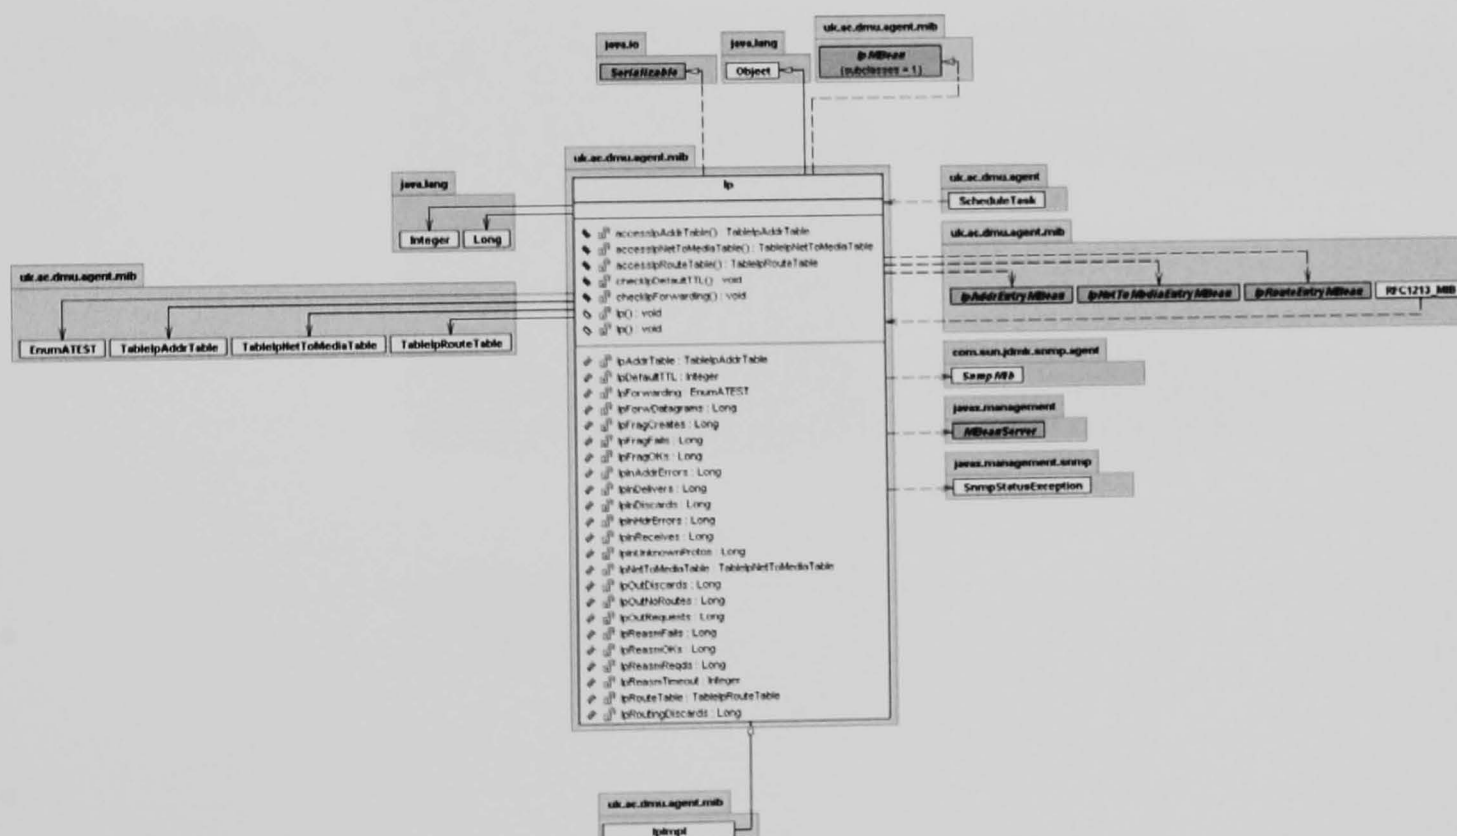 java.io
Serializable
java.lang
Object
uk.ac.dmu.agent.mib
IpMBean
(subclasses = 1)
uk.ac.dmu.agent.mib
Ip
java.lang
Integer
Long
uk.ac.dmu.agent.mib
EnumATEST
TableIpAddrTable
TableIpNetToMediaTable
TableIpRouteTable
accessIpAddrTable() : TableIpAddrTable
accessIpNetToMediaTable() : TableIpNetToMediaTable
accessIpRouteTable() : TableIpRouteTable
checkIpDefaultTTL() : void
checkIpForwarding() : void
Ip() : void
Ip() : void
IpAddrTable : TableIpAddrTable
IpDefaultTTL : Integer
IpForwarding : EnumATEST
IpForwDatagrams : Long
IpFragCreates : Long
IpFragFails : Long
IpFragOKs : Long
IpInAddrErrors : Long
IpInDelivers : Long
IpInDiscards : Long
IpInHdrErrors : Long
IpInReceives : Long
IpInUnknownProtos : Long
IpNetToMediaTable : TableIpNetToMediaTable
IpOutDiscards : Long
IpOutNoRoutes : Long
IpOutRequests : Long
IpReasmFails : Long
IpReasmOKs : Long
IpReasmReqds : Long
IpReasmTimeout : Integer
IpRouteTable : TableIpRouteTable
IpRoutingDiscards : Long
uk.ac.dmu.agent
ScheduleTask
uk.ac.dmu.agent.mib
IpAddrEntryMBean
IpNetToMediaEntryMBean
IpRouteEntryMBean
RFC1213_MIB
com.sun.jdmk.snmp.agent
SnmpMib
javax.management
MBeanServer
javax.management.snmp
SnmpStatusException
uk.ac.dmu.agent.mib
IpImpl